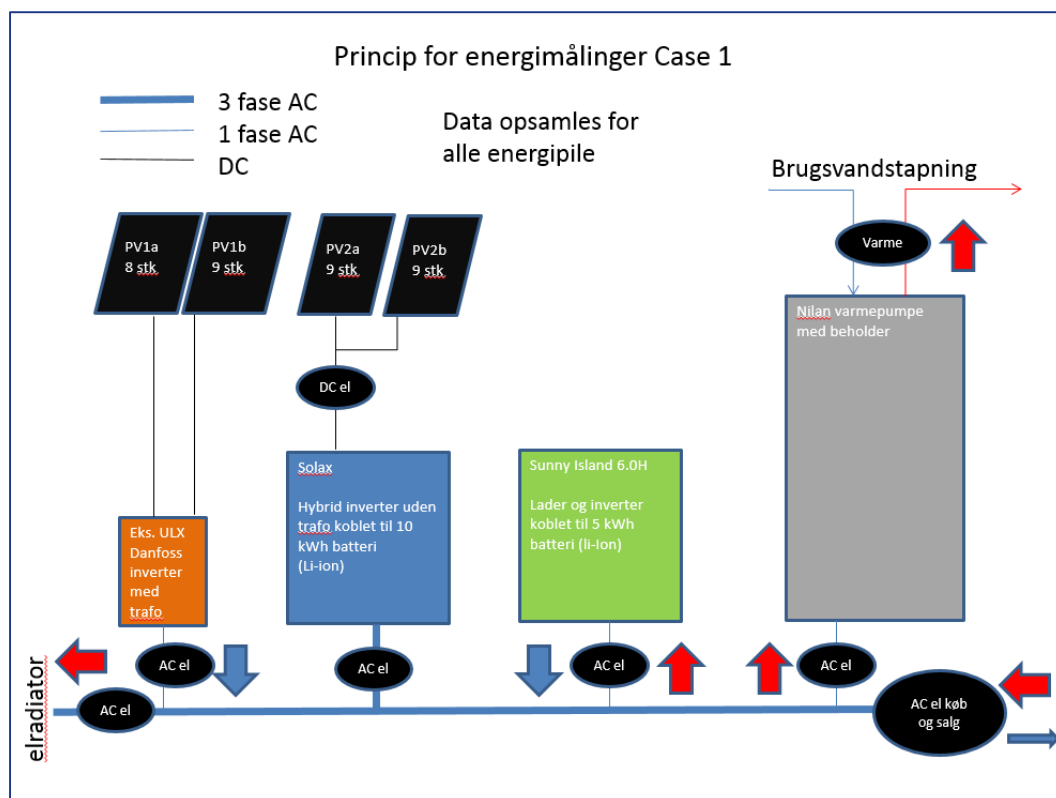 Princip for energimålinger Case 1
3 fase AC
1 fase AC
DC
Data opsamles for
alle energipile
Brugsvandstapning
PV1a
8 stk
PV1b
9 stk
PV2a
9 stk
PV2b
9 stk
Varme
Nilan varmepumpe
med beholder
DC el
Solax
Hybrid inverter uden
trafo koblet til 10
kWh batteri
(Li-ion)
Sunny Island 6.0H
Lader og inverter
koblet til 5 kWh
batteri (li-Ion)
Eks. ULX
Danfoss
inverter
med
trafo
elradiator
AC el
AC el
AC el
AC el
AC el
AC el køb
og salg